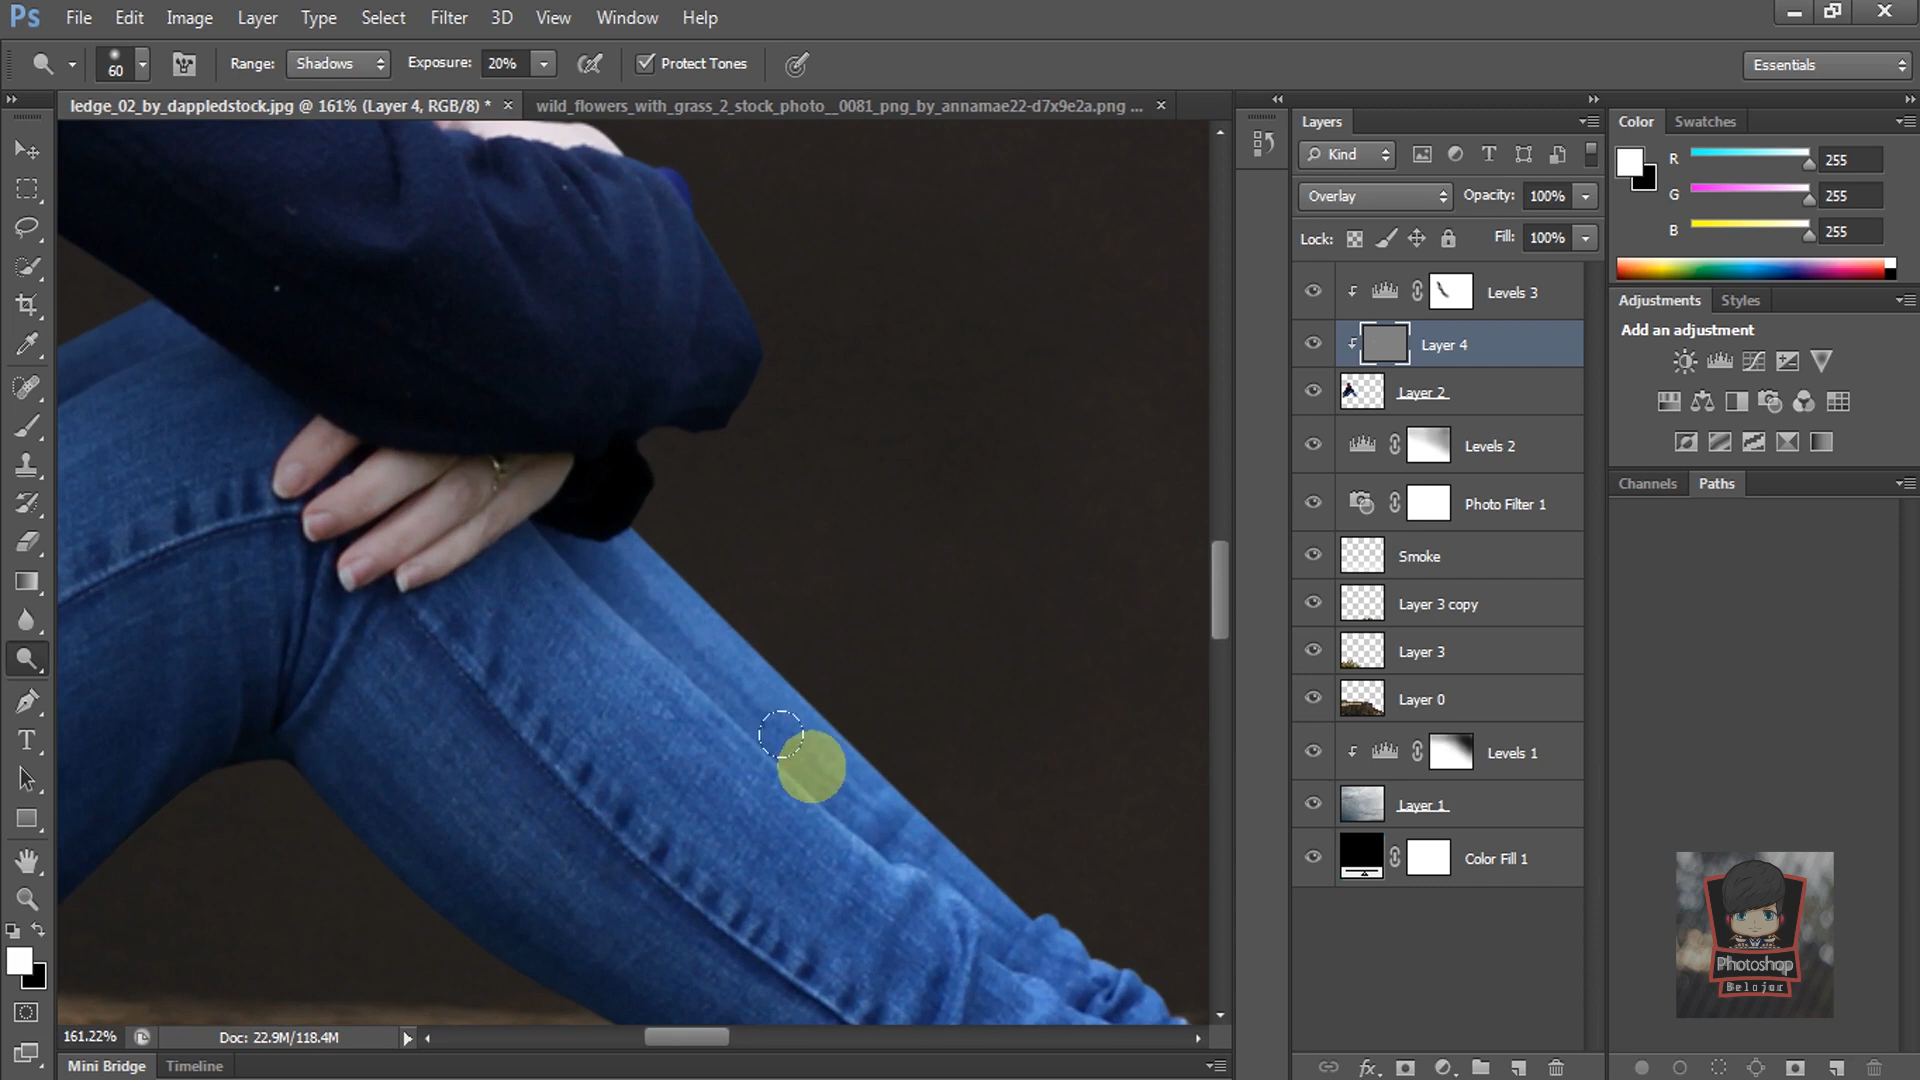 Ps File Edit Image Layer Type Select Filter 3D View Window Help
60 Range: Shadows Exposure: 20% Protect Tones Essentials
ledge_02_by_dappledstock.jpg @ 161% (Layer 4, RGB/8) * × wild_flowers_with_grass_2_stock_photo__0081_png_by_annamae22-d7x9e2a.png ... ×
Layers
Kind
Overlay Opacity: 100%
Lock: Fill: 100%
Levels 3
Layer 4
Layer 2
Levels 2
Photo Filter 1
Smoke
Layer 3 copy
Layer 3
Layer 0
Levels 1
Layer 1
Color Fill 1
fx
Color Swatches
R 255
G 255
B 255
Adjustments Styles
Add an adjustment
Channels Paths
Photoshop
Belajar
161.22% Doc: 22.9M/118.4M
Mini Bridge Timeline